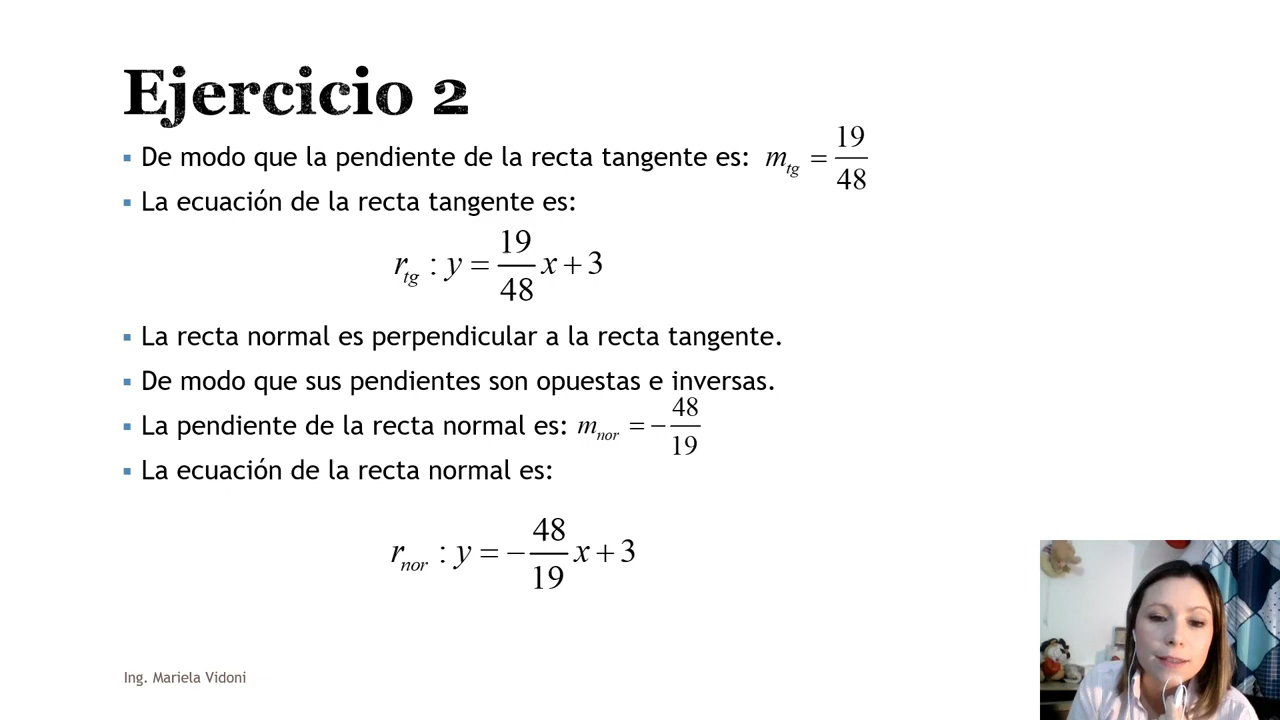 Ejercicio 2
▪ De modo que la pendiente de la recta tangente es: m_tg = 19/48
▪ La ecuación de la recta tangente es:
r_tg : y = 19/48 x + 3
▪ La recta normal es perpendicular a la recta tangente.
▪ De modo que sus pendientes son opuestas e inversas.
▪ La pendiente de la recta normal es: m_nor = - 48/19
▪ La ecuación de la recta normal es:
r_nor : y = - 48/19 x + 3
Ing. Mariela Vidoni